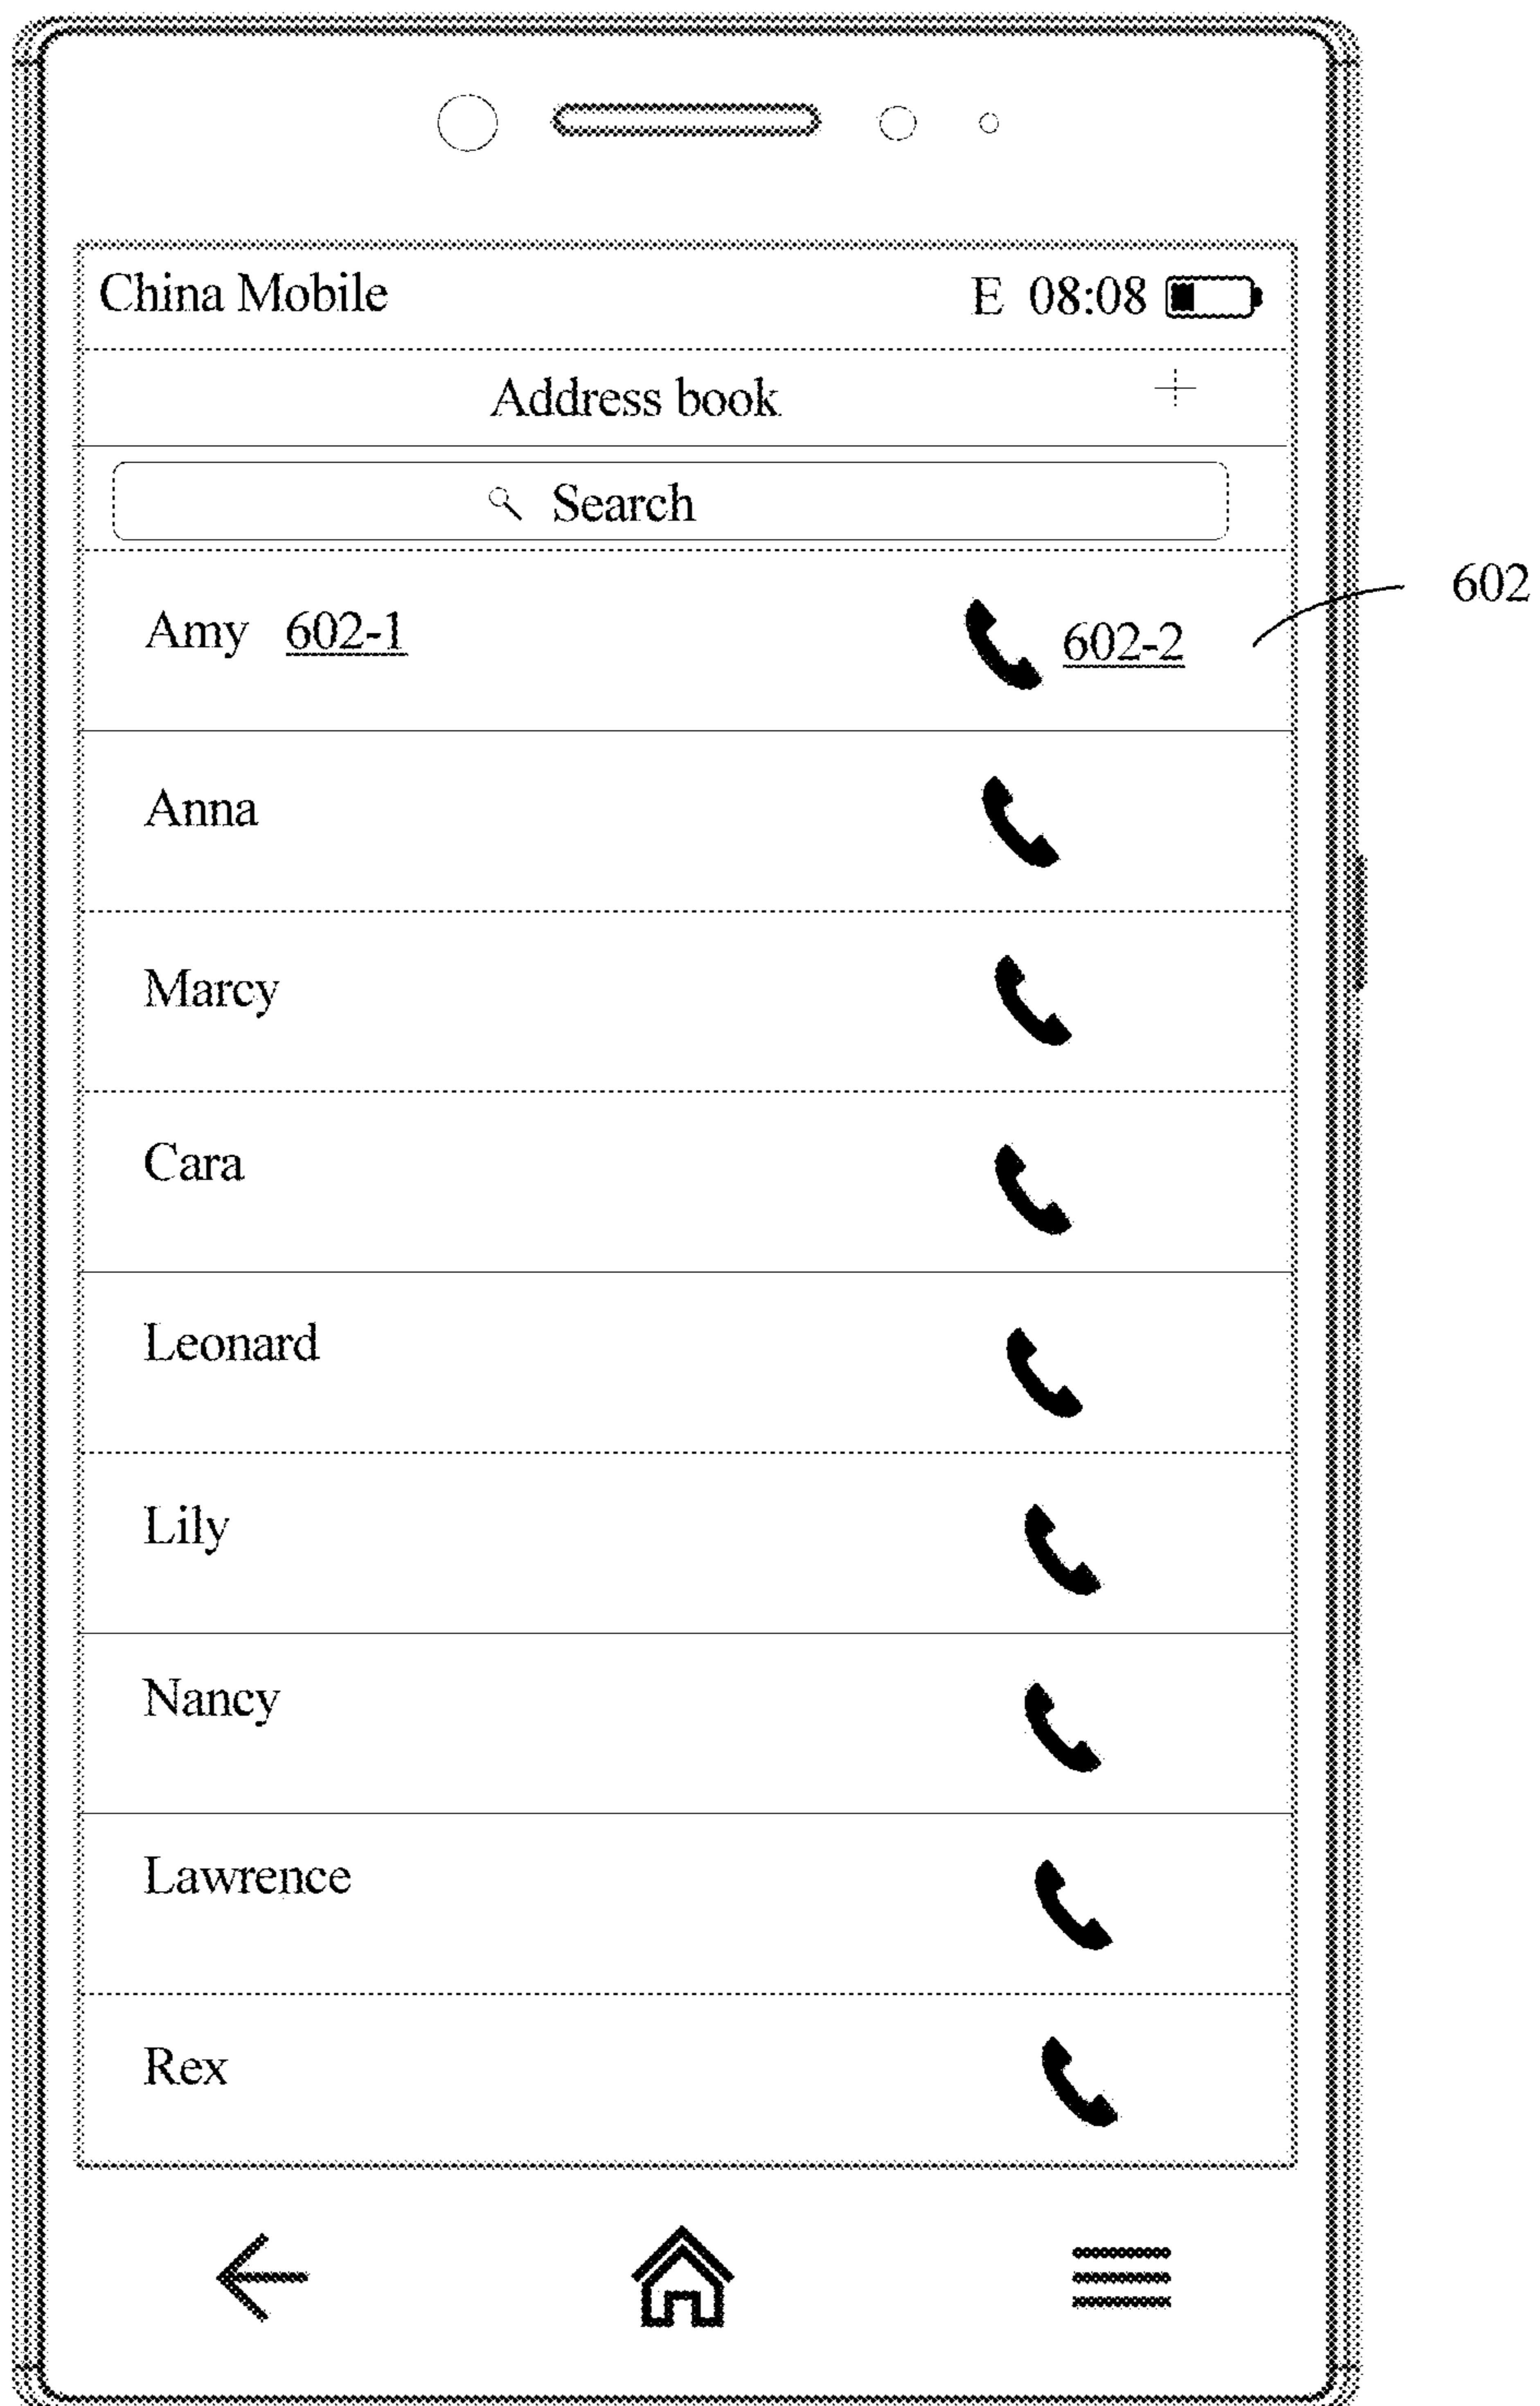 China Mobile E 08:08
Address book
Search
Amy 602-1 602-2 602
Anna
Marcy
Cara
Leonard
Lily
Nancy
Lawrence
Rex